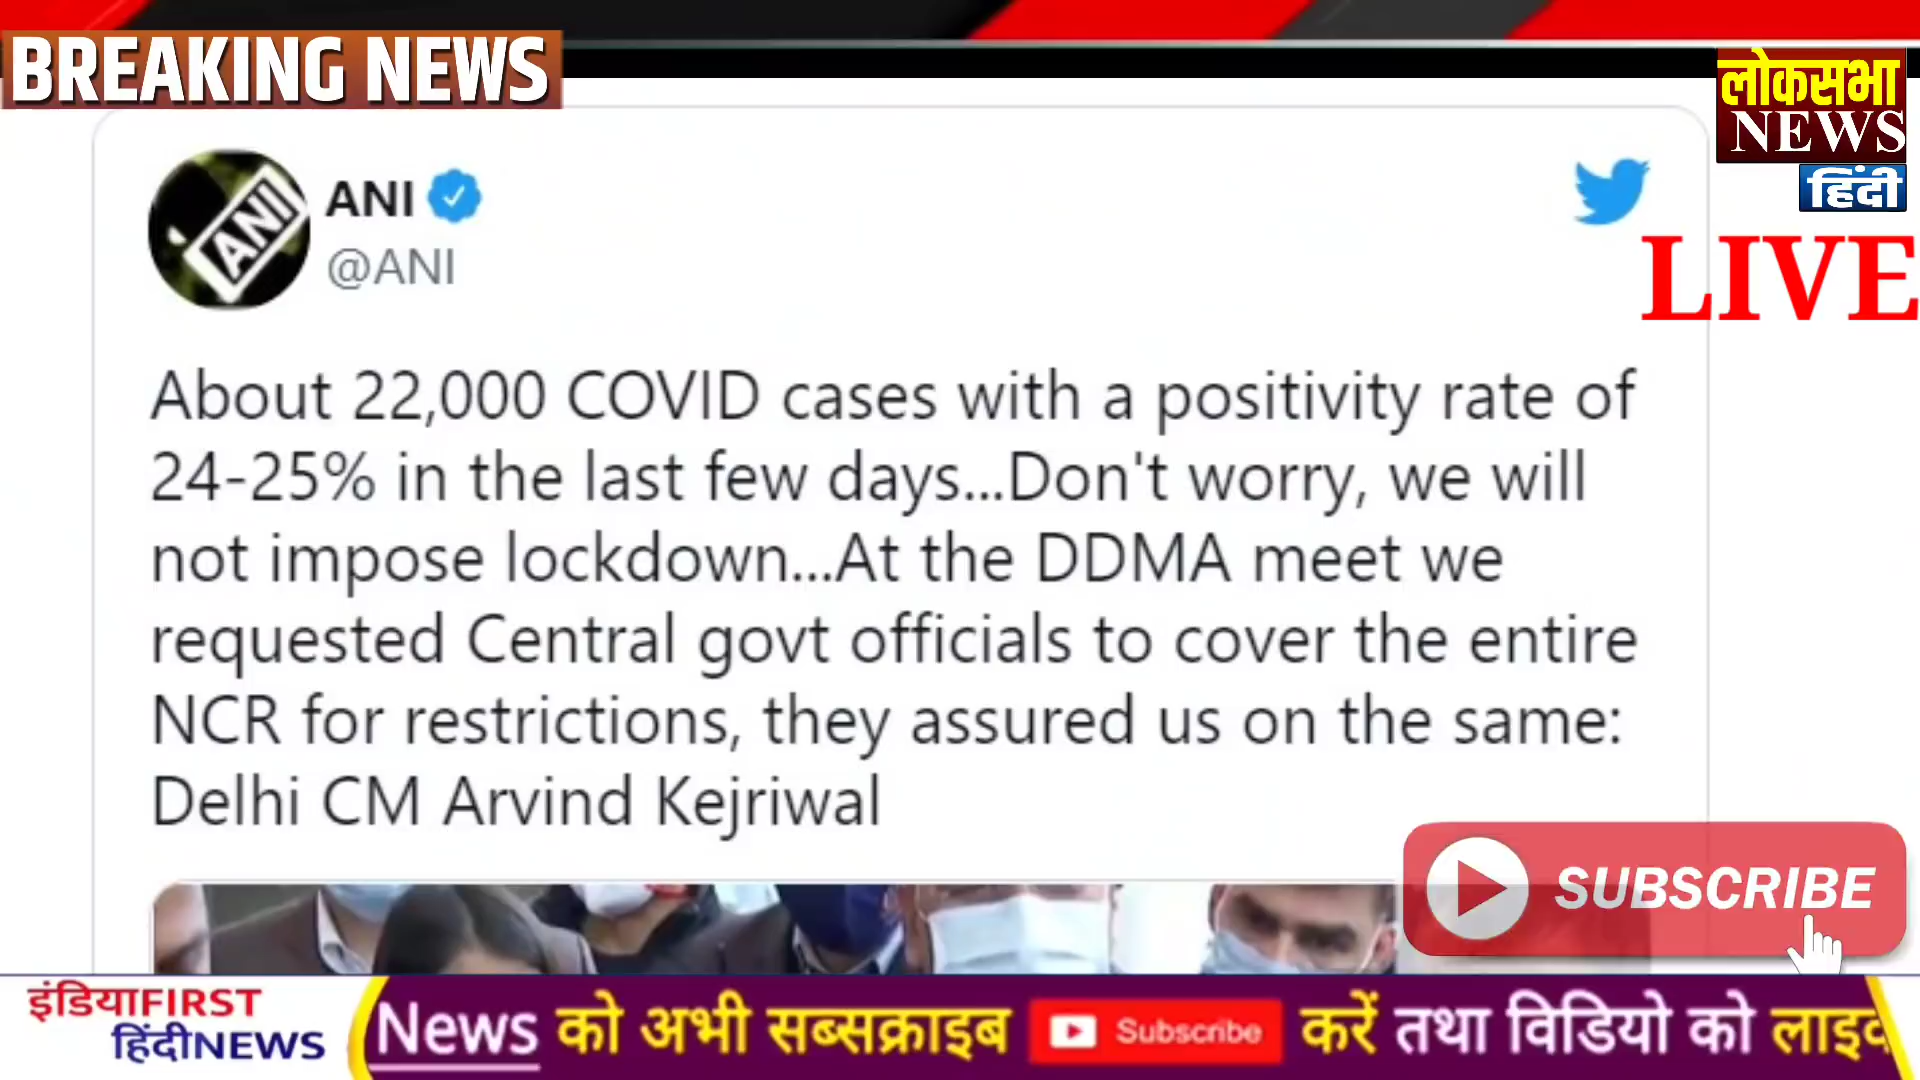 BREAKING NEWS
लोकसभा
NEWS
हिंदी
LIVE
ANI
ANI
@ANI
About 22,000 COVID cases with a positivity rate of
24-25% in the last few days...Don't worry, we will
not impose lockdown...At the DDMA meet we
requested Central govt officials to cover the entire
NCR for restrictions, they assured us on the same:
Delhi CM Arvind Kejriwal
SUBSCRIBE
इंडियाFIRST
हिंदीNEWS
News को अभी सब्सक्राइब Subscribe करें तथा विडियो को